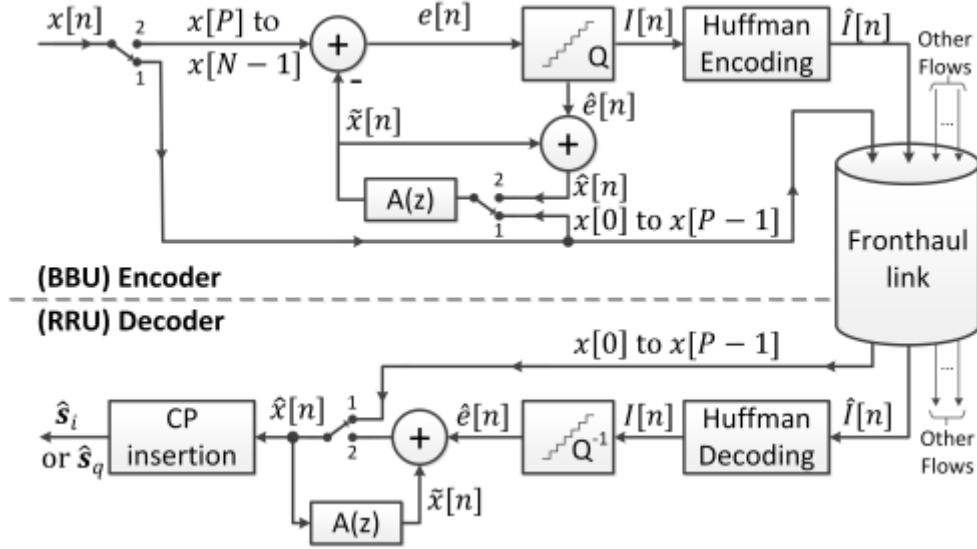 x[n]
2
x[P] to
x[N − 1]
1
+
-
e[n]
Q
I[n]
Huffman
Encoding
Î[n]
Other
Flows
...
ê[n]
x̃[n]
+
x̂[n]
A(z)
2
1
x[0] to x[P − 1]
Fronthaul
link
(BBU) Encoder
(RRU) Decoder
x[0] to x[P − 1]
...
ŝᵢ
or ŝ_q
CP
insertion
x̂[n]
1
2
+
ê[n]
Q⁻¹
I[n]
Huffman
Decoding
Î[n]
Other
Flows
x̃[n]
A(z)